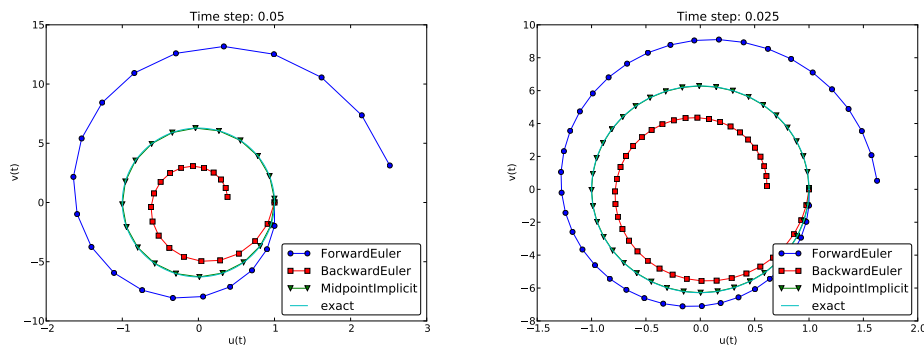 Time step: 0.05
15
10
5
0
−5
−10
v(t)
−2
−1
0
1
2
3
u(t)
ForwardEuler
BackwardEuler
MidpointImplicit
exact
Time step: 0.025
10
8
6
4
2
0
−2
−4
−6
−8
v(t)
−1.5
−1.0
−0.5
0.0
0.5
1.0
1.5
2.0
u(t)
ForwardEuler
BackwardEuler
MidpointImplicit
exact